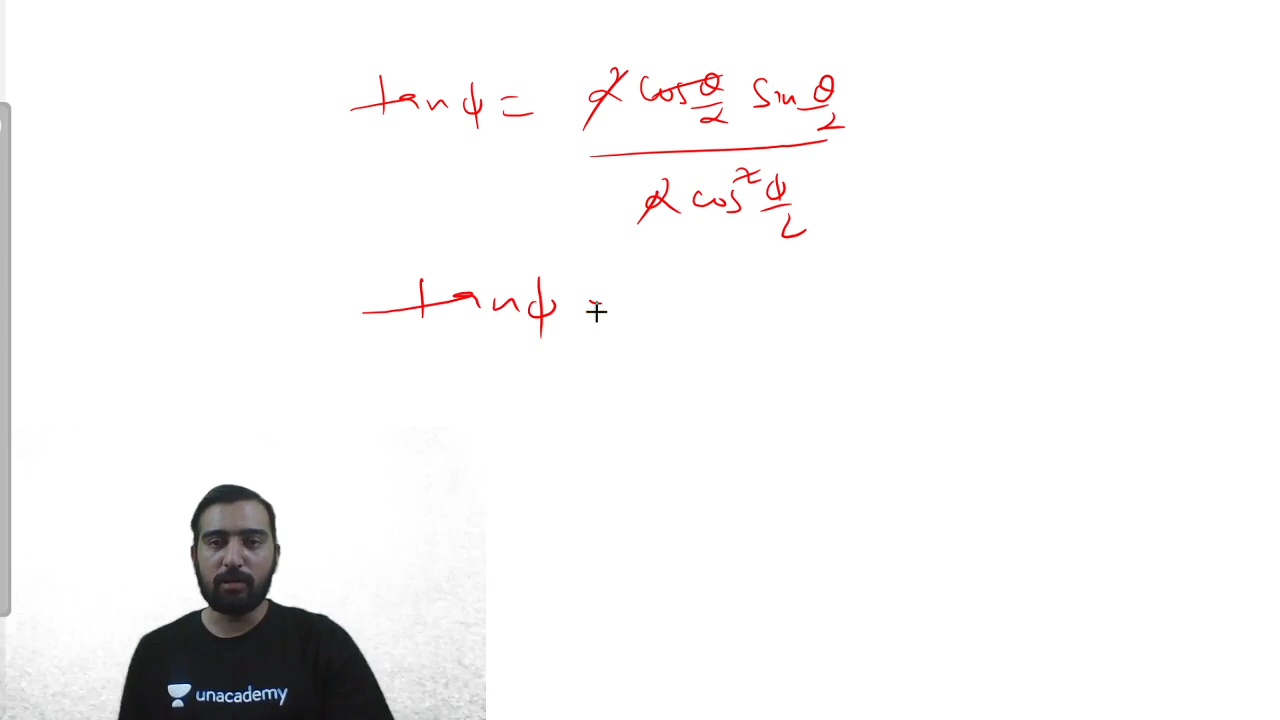 tan ψ = 2 cos θ/2 sin θ/2
2 cos² ψ/2
tan ψ =
unacademy